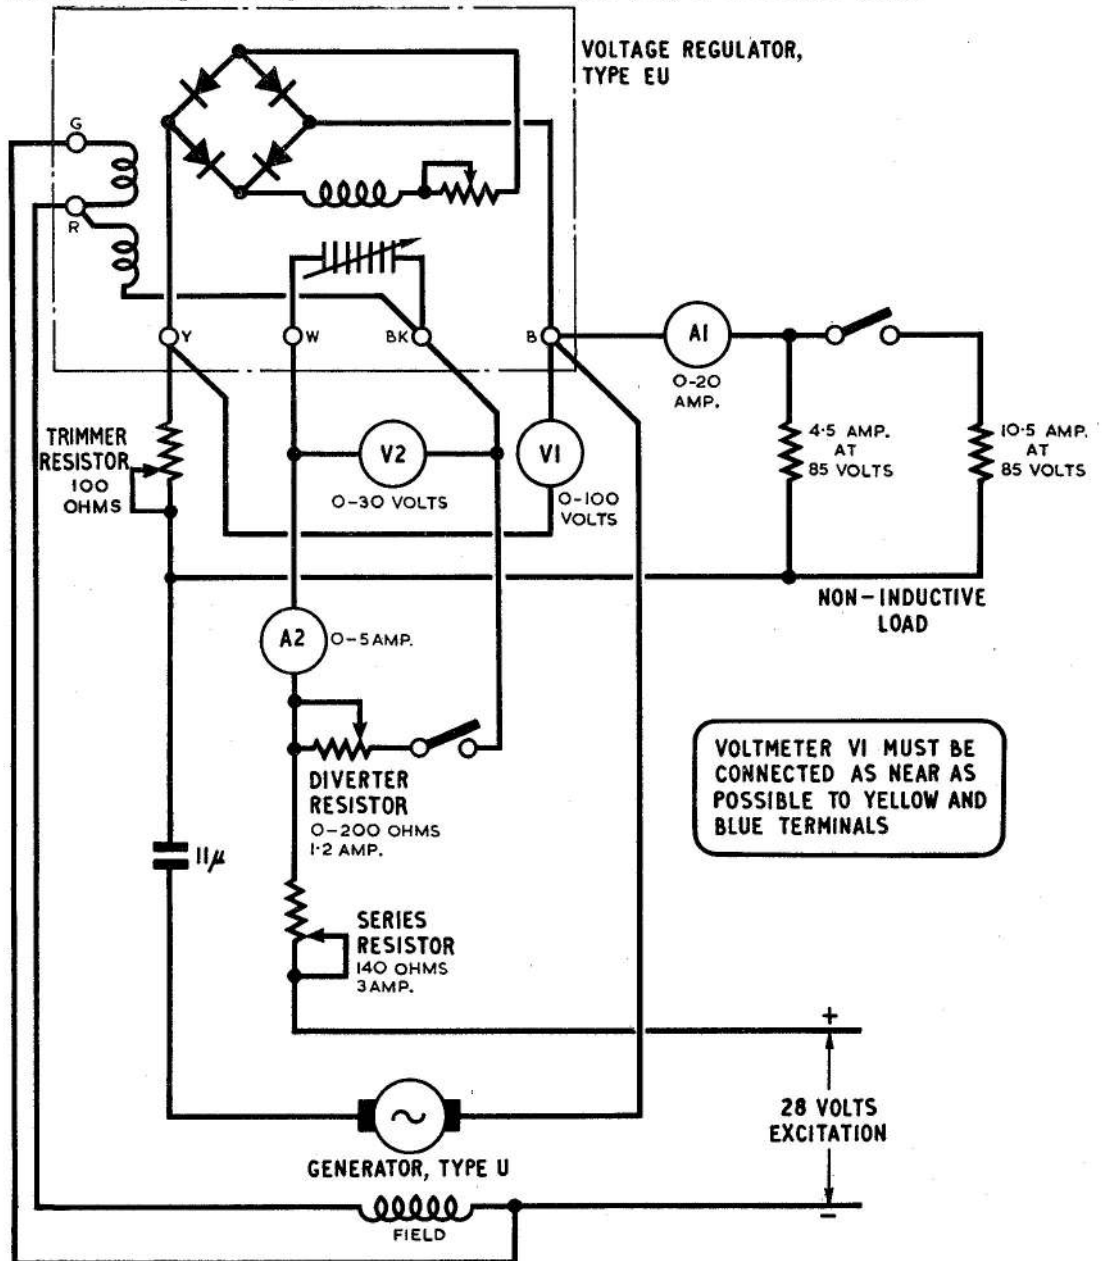 VOLTAGE REGULATOR,
TYPE EU
G
R
Y
W
BK
B
A1
0-20
AMP.
TRIMMER
RESISTOR
100
OHMS
V2
0-30 VOLTS
V1
0-100
VOLTS
4·5 AMP.
AT
85 VOLTS
10·5 AMP.
AT
85 VOLTS
NON-INDUCTIVE
LOAD
A2
0-5 AMP.
DIVERTER
RESISTOR
0-200 OHMS
1·2 AMP.
VOLTMETER V1 MUST BE
CONNECTED AS NEAR AS
POSSIBLE TO YELLOW AND
BLUE TERMINALS
11μ
SERIES
RESISTOR
140 OHMS
3 AMP.
+
28 VOLTS
EXCITATION
-
GENERATOR, TYPE U
FIELD